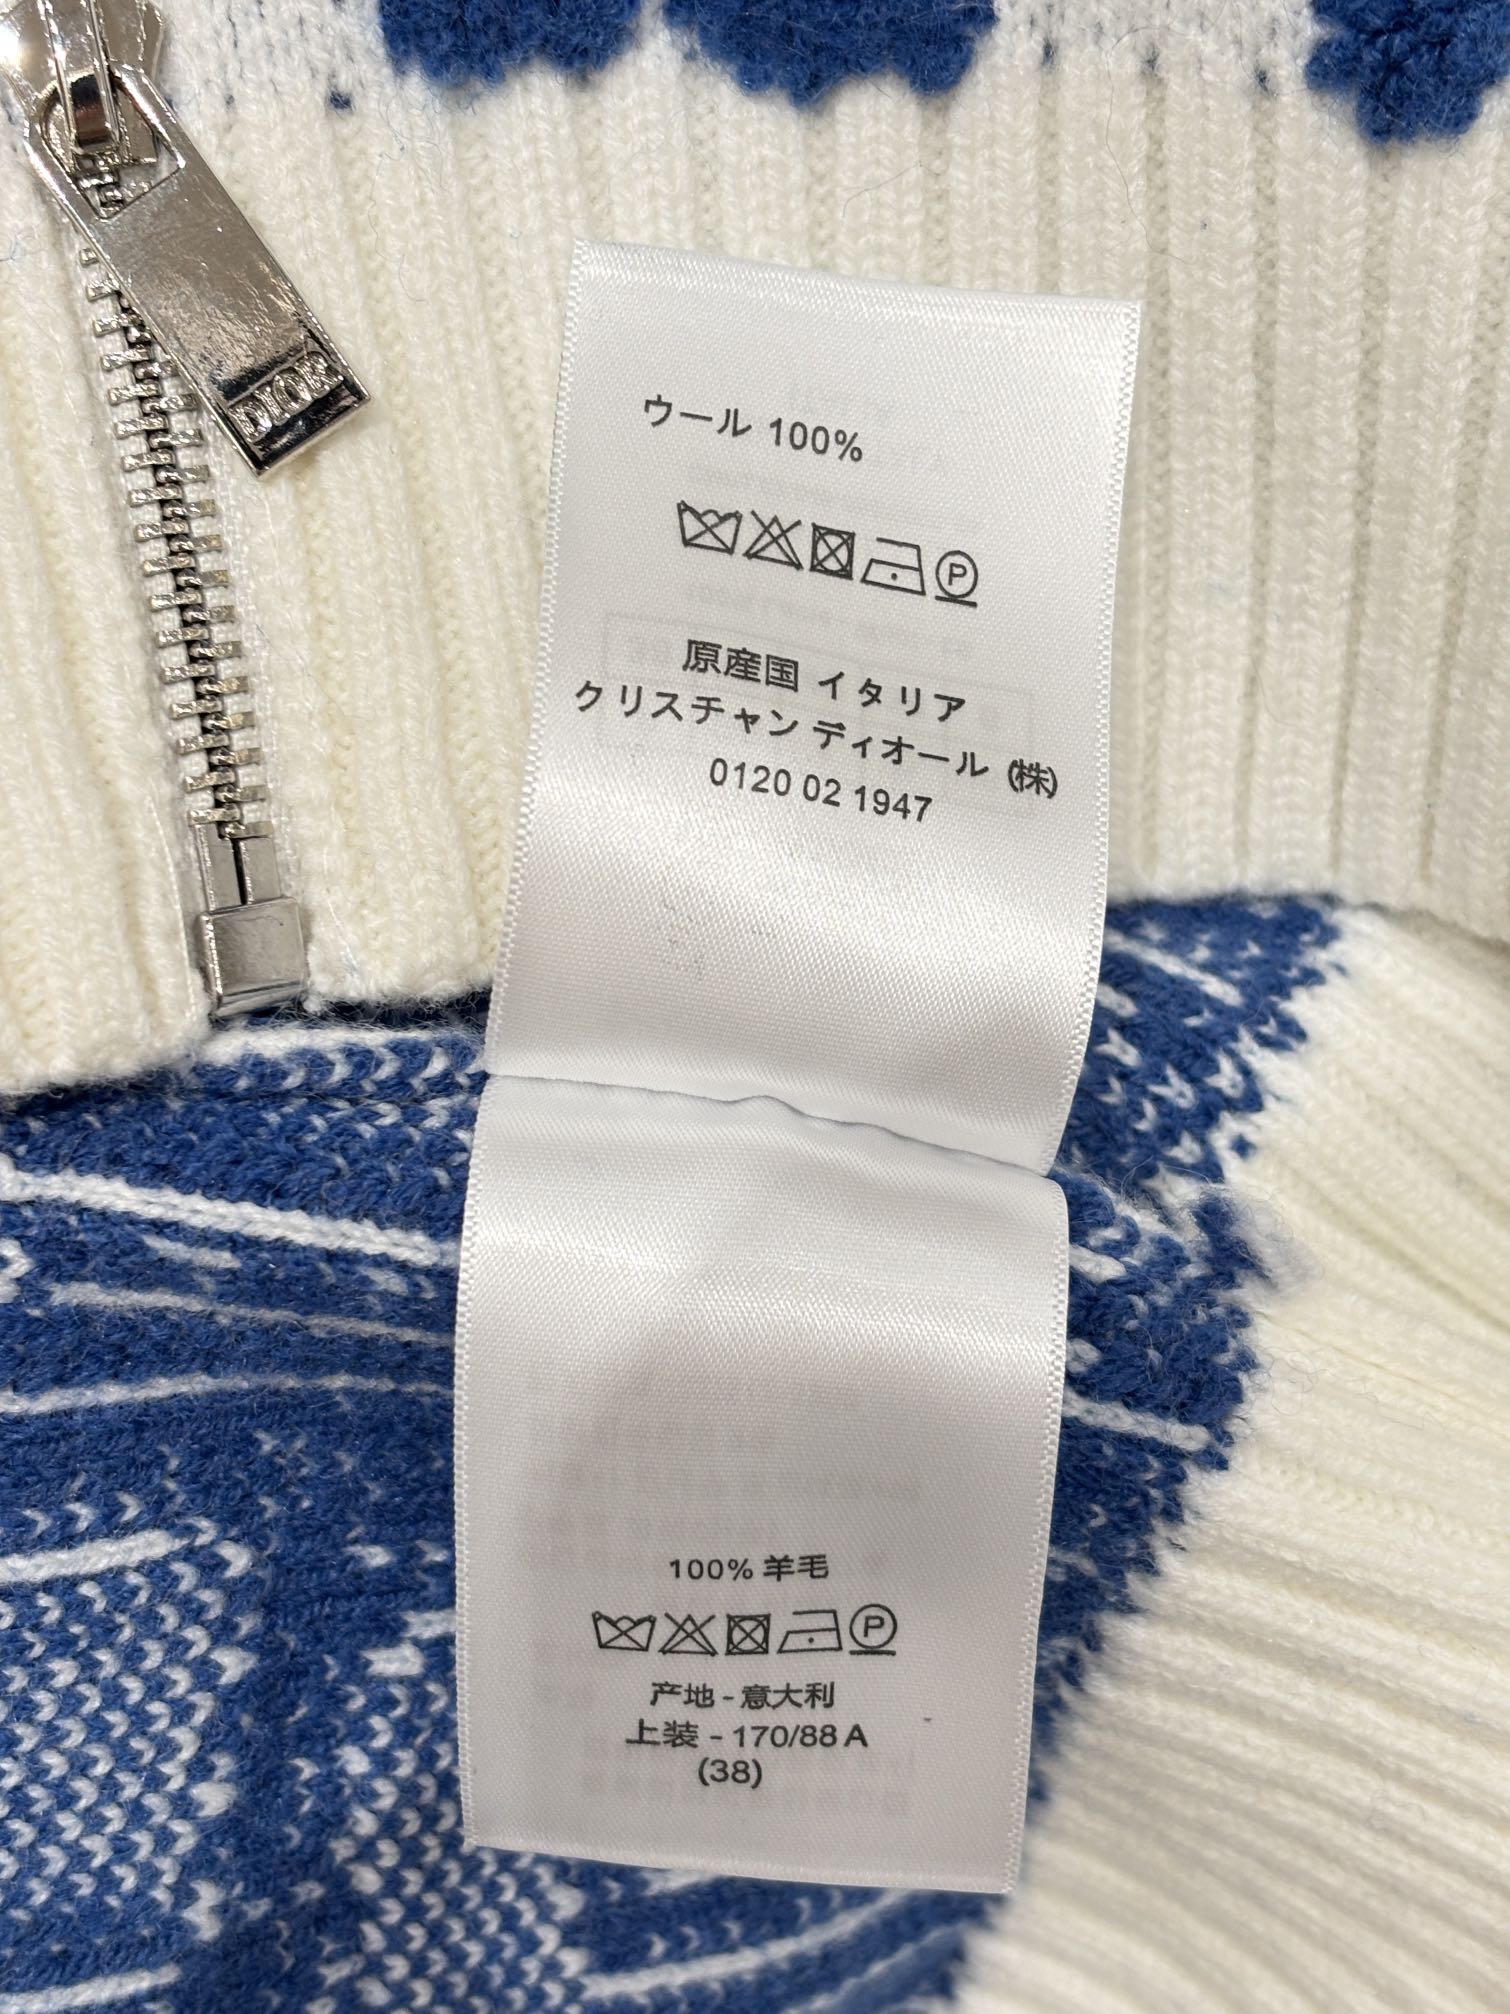 DIOR
ウール 100%
P
原産国 イタリア
クリスチャン ディオール (株)
0120 02 1947
100% 羊毛
P
产地 - 意大利
上装 - 170/88 A
(38)